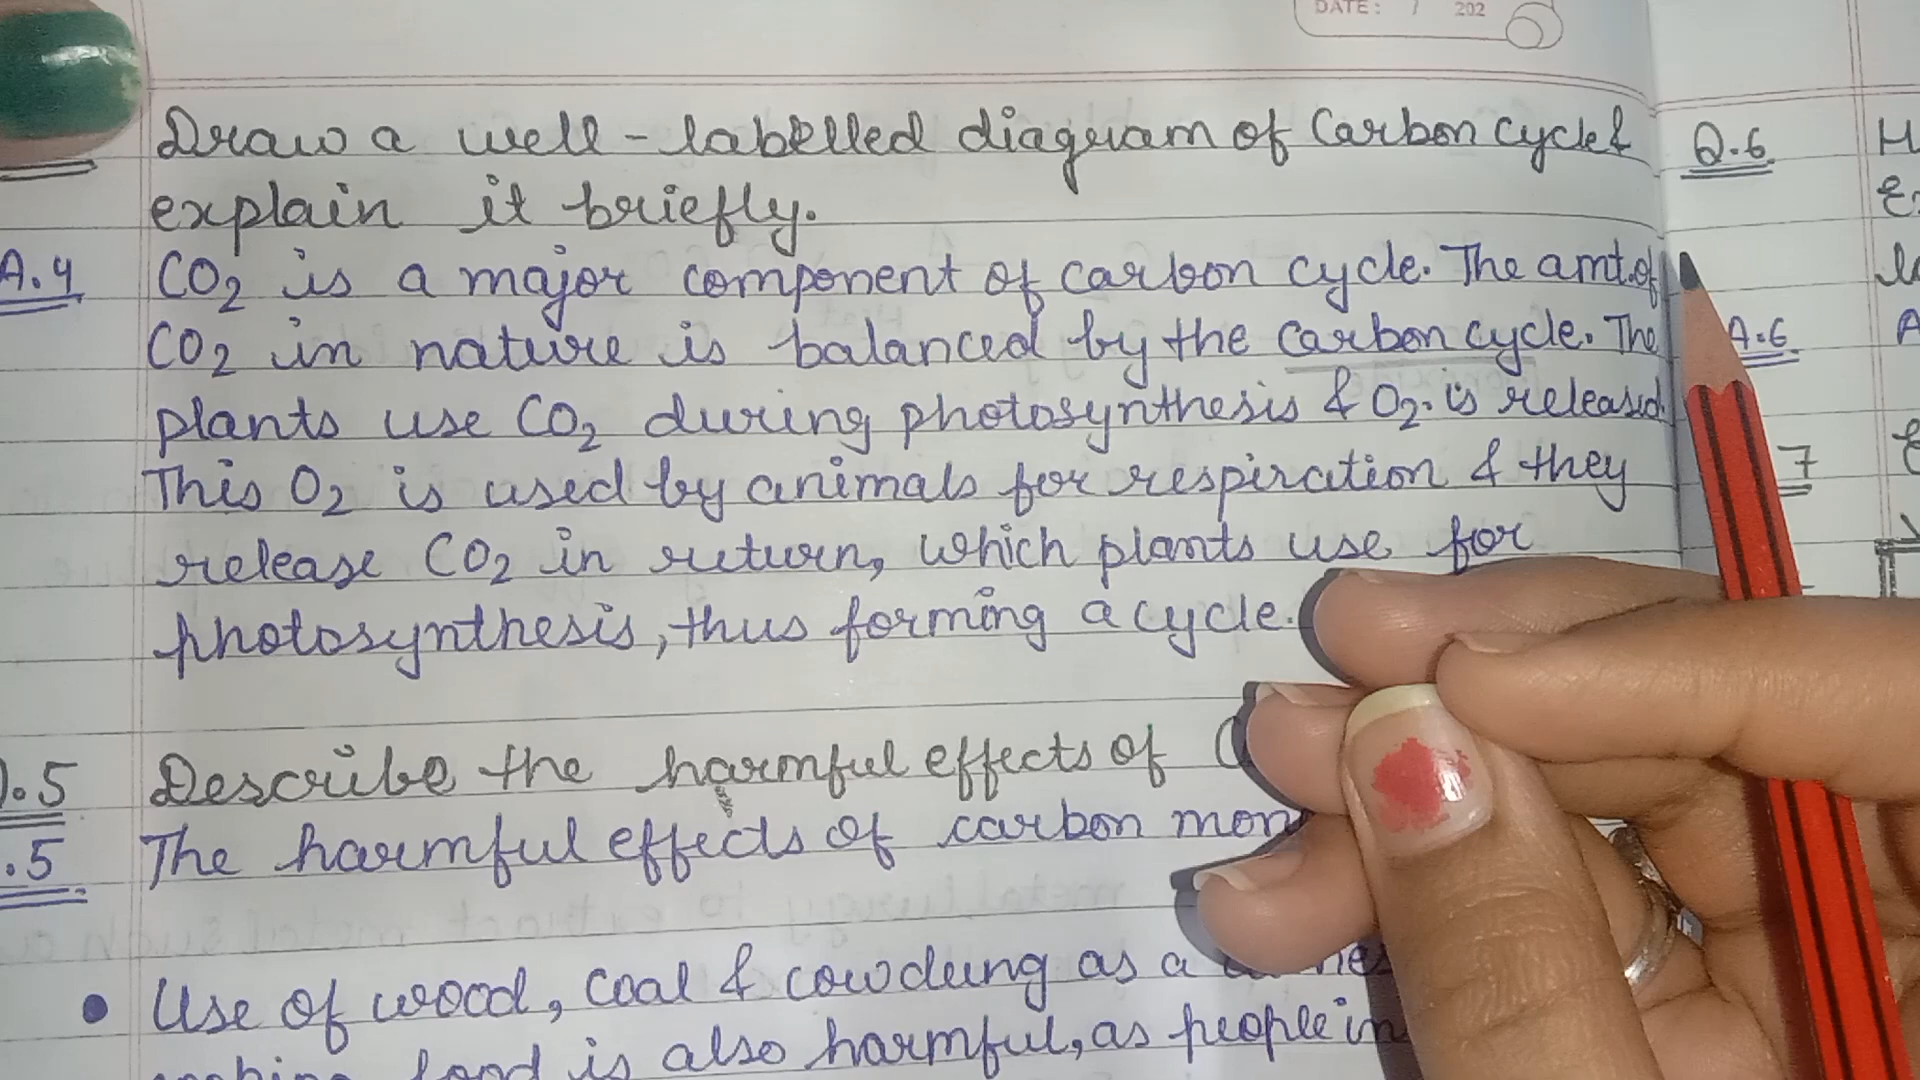 DATE: / 202
Draw a well-labelled diagram of Carbon cycle &
explain it briefly.
A.4 CO2 is a major component of carbon cycle. The amt. of
CO2 in nature is balanced by the carbon cycle. The
plants use CO2 during photosynthesis & O2 is released.
This O2 is used by animals for respiration & they
release CO2 in return, which plants use for
photosynthesis, thus forming a cycle.
.5 Describe the harmful effects of
.5 The harmful effects of carbon mon
• Use of wood, coal & cowdung as a
food is also harmful, as people in
Q.6
A.6
7